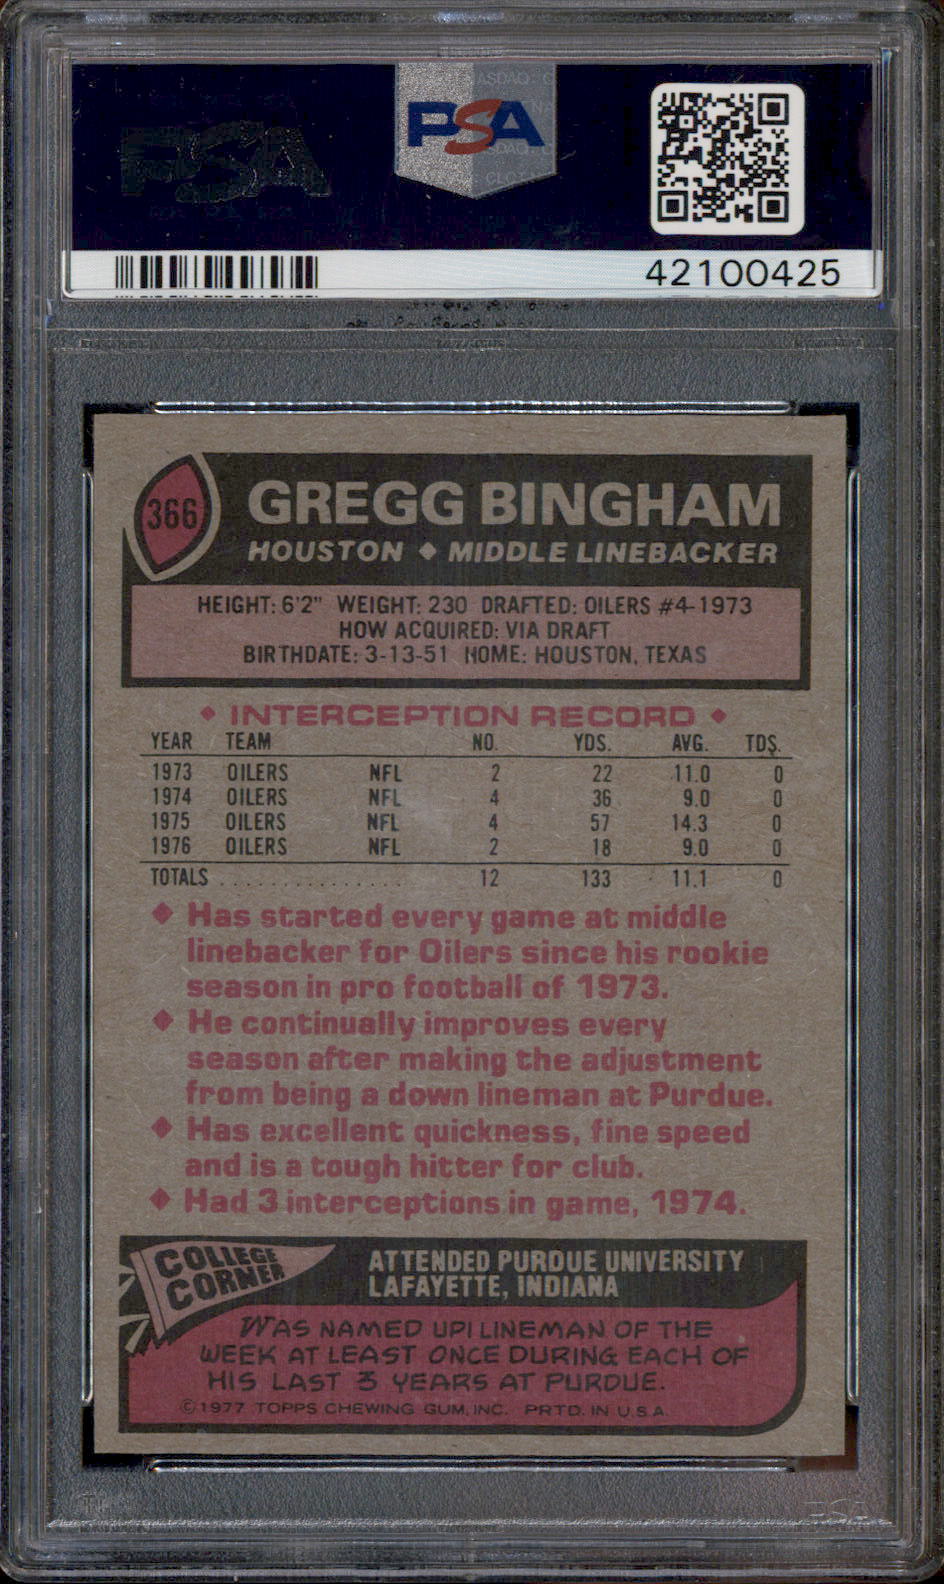 PSA
42100425
366
GREGG BINGHAM
HOUSTON ◆ MIDDLE LINEBACKER
HEIGHT: 6'2" WEIGHT: 230 DRAFTED: OILERS #4-1973
HOW ACQUIRED: VIA DRAFT
BIRTHDATE: 3-13-51 HOME: HOUSTON, TEXAS
◆ INTERCEPTION RECORD ◆
YEAR TEAM NO. YDS. AVG. TDS.
1973 OILERS NFL 2 22 11.0 0
1974 OILERS NFL 4 36 9.0 0
1975 OILERS NFL 4 57 14.3 0
1976 OILERS NFL 2 18 9.0 0
TOTALS . . . . . . . . . . . . . . . 12 133 11.1 0
◆ Has started every game at middle
linebacker for Oilers since his rookie
season in pro football of 1973.
◆ He continually improves every
season after making the adjustment
from being a down lineman at Purdue.
◆ Has excellent quickness, fine speed
and is a tough hitter for club.
◆ Had 3 interceptions in game, 1974.
COLLEGE
CORNER
ATTENDED PURDUE UNIVERSITY
LAFAYETTE, INDIANA
WAS NAMED UPI LINEMAN OF THE
WEEK AT LEAST ONCE DURING EACH OF
HIS LAST 3 YEARS AT PURDUE.
©1977 TOPPS CHEWING GUM, INC. PRTD. IN U.S.A.
PSA